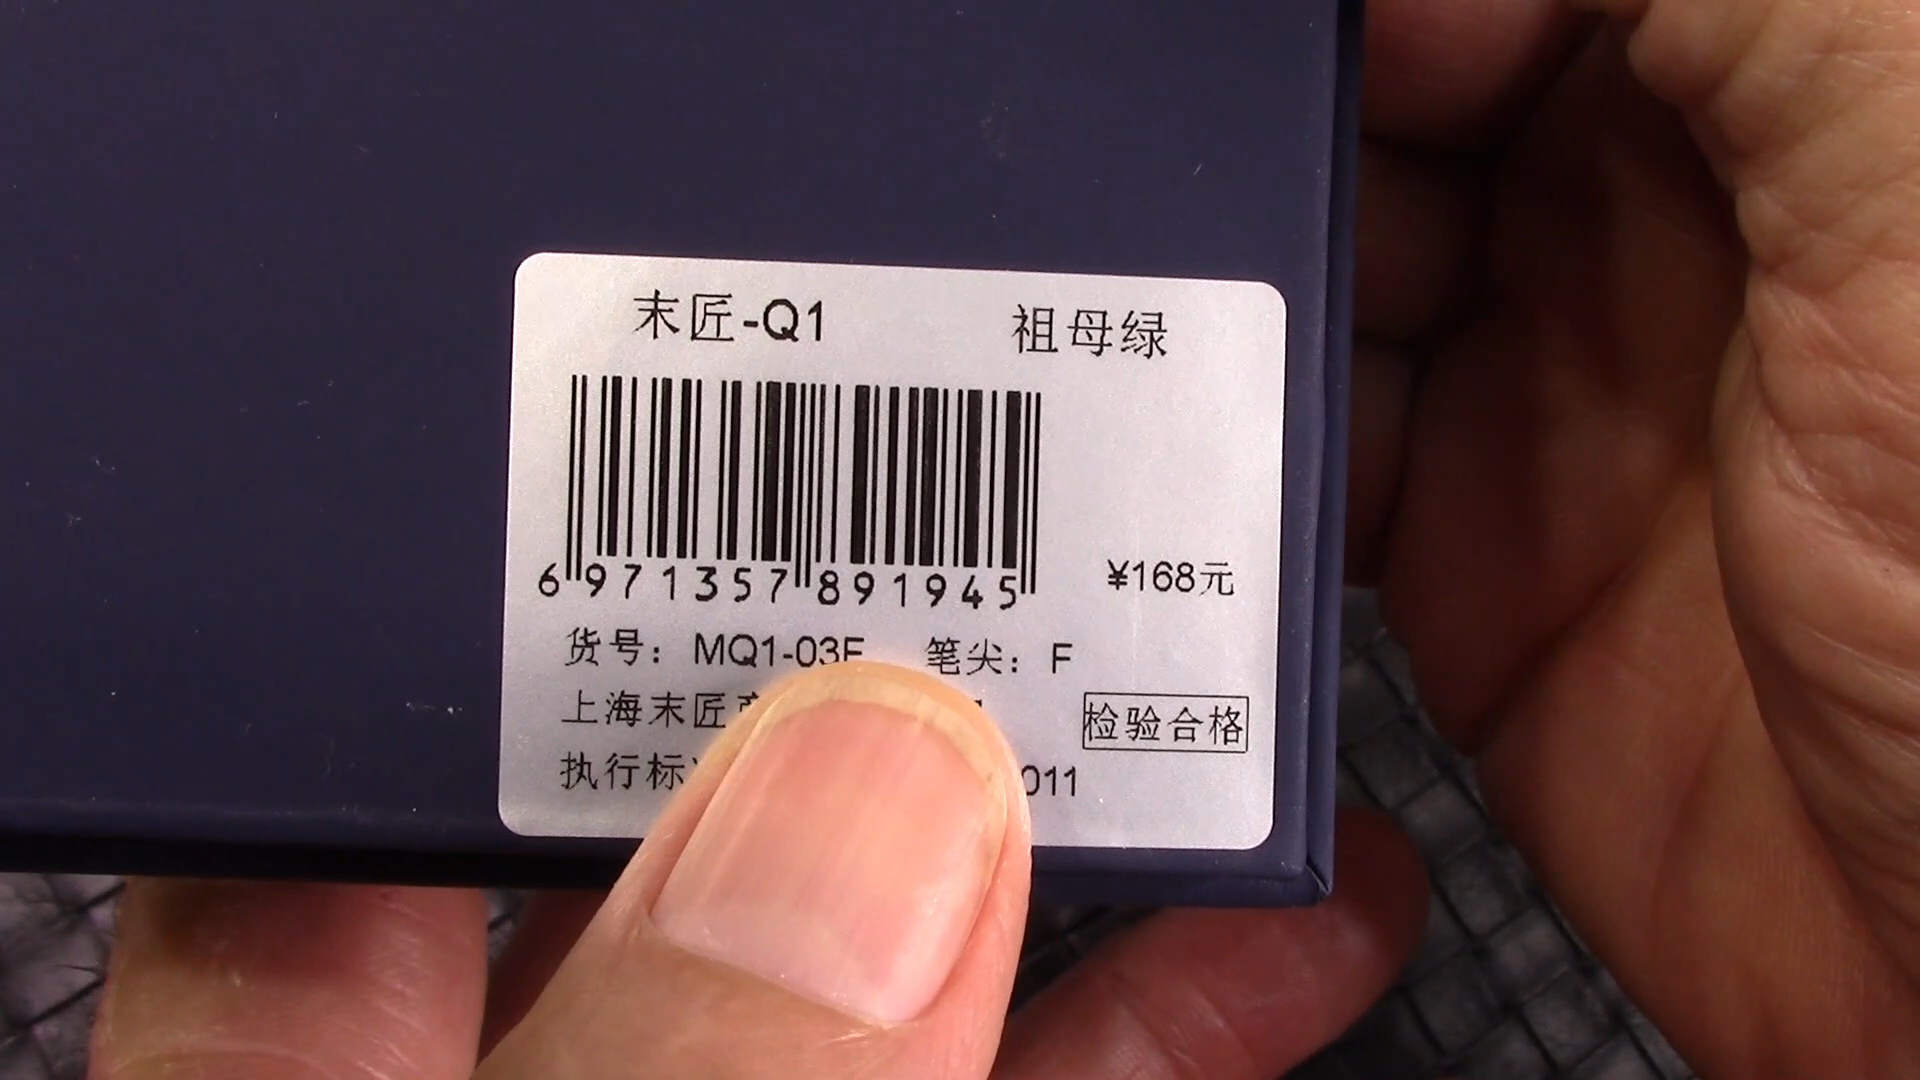 末匠-Q1 祖母绿
6 971357 891945
¥168元
货号：MQ1-03F 笔尖：F
上海末匠
检验合格
执行标 011